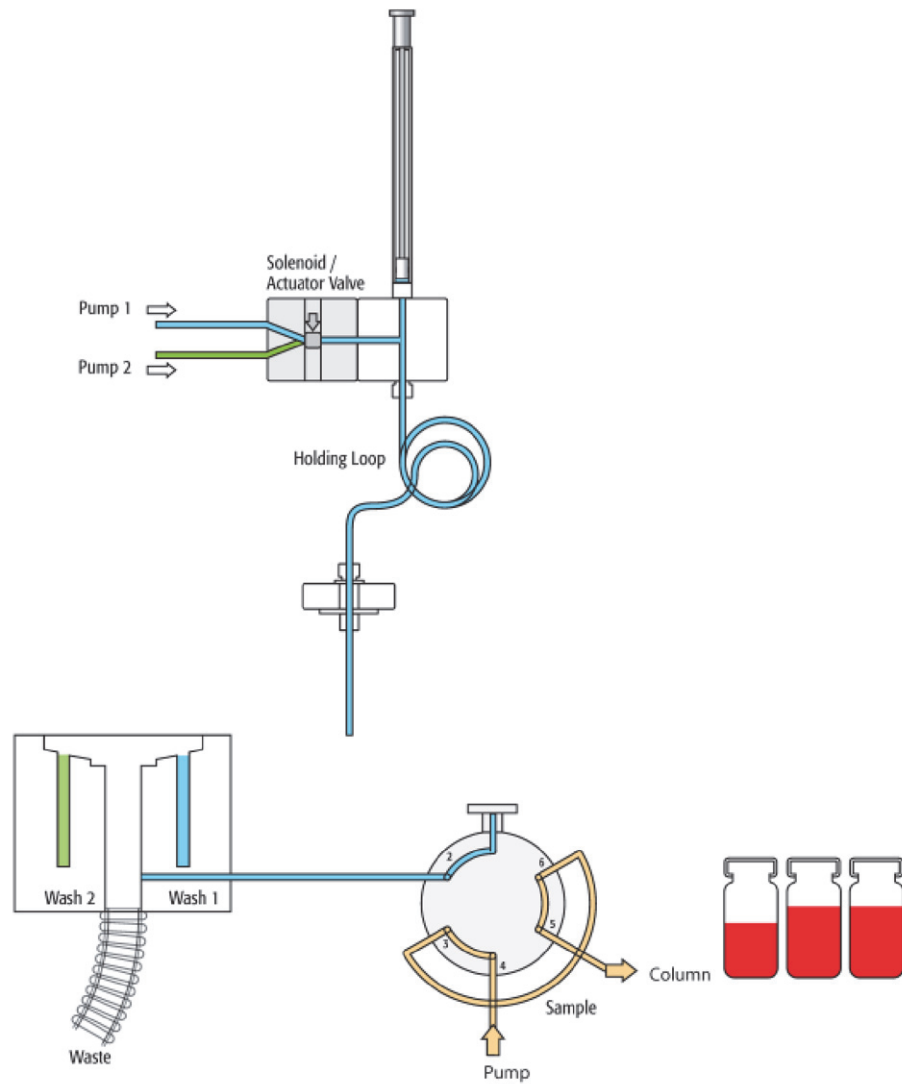 Solenoid /
Actuator Valve
Pump 1
Pump 2
Holding Loop
Wash 2
Wash 1
2
6
3
4
5
Column
Sample
Waste
Pump